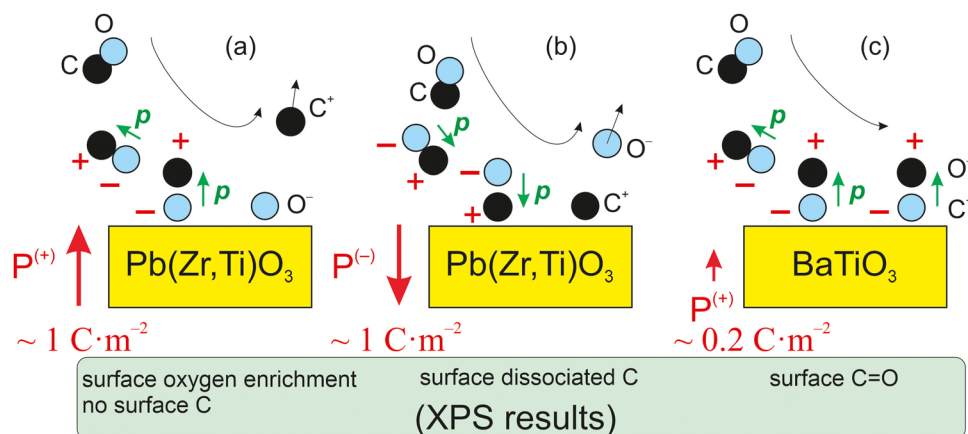 (a)
O
C
C⁺
p
+
+
−
p
−
O⁻
P⁽⁺⁾
Pb(Zr,Ti)O₃
~ 1 C·m⁻²
(b)
O
C
p
−
O⁻
+
−
p
+
C⁺
P⁽⁻⁾
Pb(Zr,Ti)O₃
~ 1 C·m⁻²
(c)
O
C
p
+
+
+
−
O⁻
p
−
−
P⁽⁺⁾
BaTiO₃
~ 0.2 C·m⁻²
surface oxygen enrichment
no surface C
surface dissociated C
surface C=O
(XPS results)